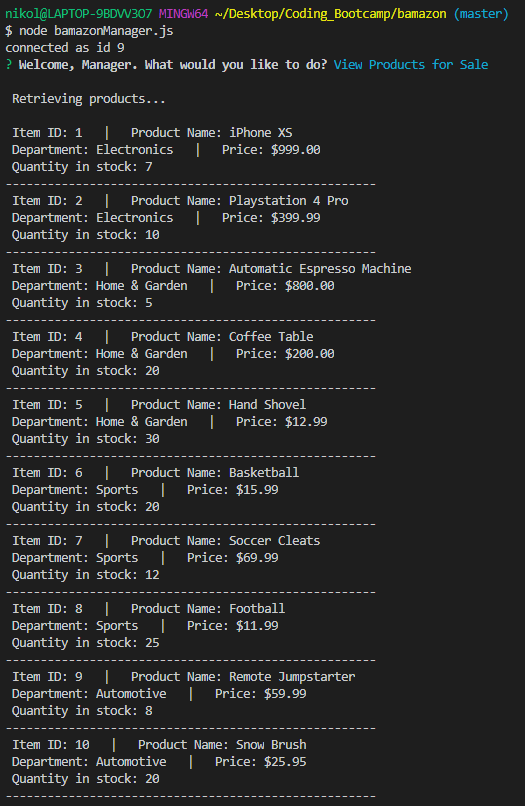 nikol@LAPTOP-9BDVV3O7 MINGW64 ~/Desktop/Coding_Bootcamp/bamazon (master)
$ node bamazonManager.js
connected as id 9
? Welcome, Manager. What would you like to do? View Products for Sale
Retrieving products...
Item ID: 1   |   Product Name: iPhone XS
Department: Electronics   |   Price: $999.00
Quantity in stock: 7
-----------------------------------------------------
Item ID: 2   |   Product Name: Playstation 4 Pro
Department: Electronics   |   Price: $399.99
Quantity in stock: 10
-----------------------------------------------------
Item ID: 3   |   Product Name: Automatic Espresso Machine
Department: Home & Garden   |   Price: $800.00
Quantity in stock: 5
-----------------------------------------------------
Item ID: 4   |   Product Name: Coffee Table
Department: Home & Garden   |   Price: $200.00
Quantity in stock: 20
-----------------------------------------------------
Item ID: 5   |   Product Name: Hand Shovel
Department: Home & Garden   |   Price: $12.99
Quantity in stock: 30
-----------------------------------------------------
Item ID: 6   |   Product Name: Basketball
Department: Sports   |   Price: $15.99
Quantity in stock: 20
-----------------------------------------------------
Item ID: 7   |   Product Name: Soccer Cleats
Department: Sports   |   Price: $69.99
Quantity in stock: 12
-----------------------------------------------------
Item ID: 8   |   Product Name: Football
Department: Sports   |   Price: $11.99
Quantity in stock: 25
-----------------------------------------------------
Item ID: 9   |   Product Name: Remote Jumpstarter
Department: Automotive   |   Price: $59.99
Quantity in stock: 8
-----------------------------------------------------
Item ID: 10   |   Product Name: Snow Brush
Department: Automotive   |   Price: $25.95
Quantity in stock: 20
-----------------------------------------------------